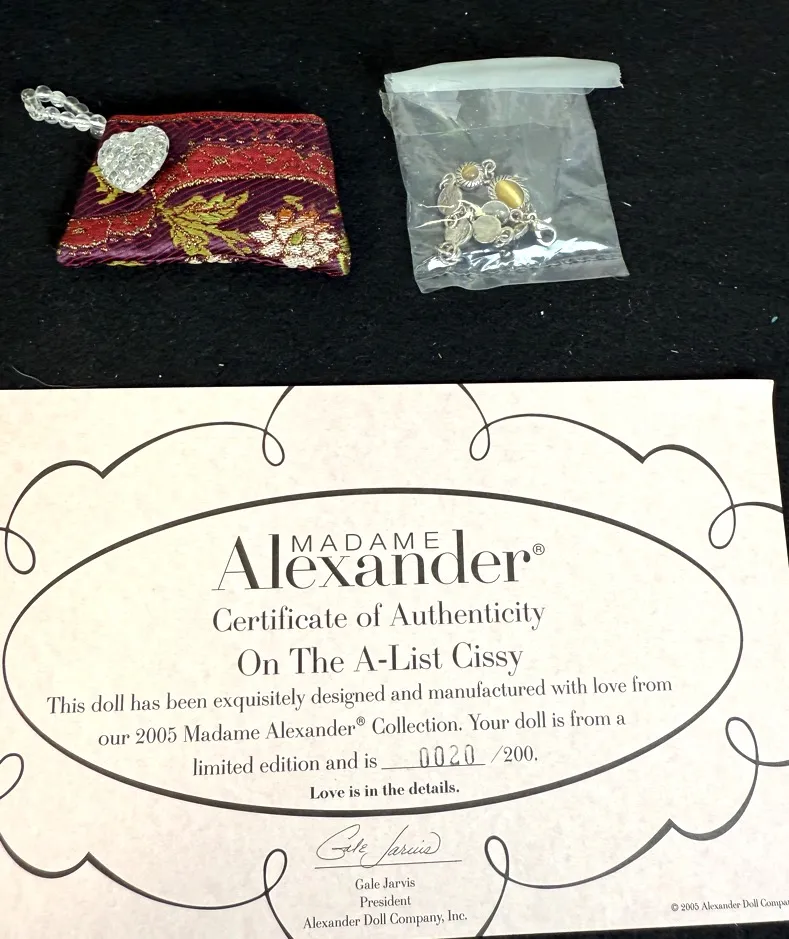 MADAME
Alexander®
Certificate of Authenticity
On The A-List Cissy
This doll has been exquisitely designed and manufactured with love from
our 2005 Madame Alexander® Collection. Your doll is from a
limited edition and is 0020 /200.
Love is in the details.
Gale Jarvis
Gale Jarvis
President
Alexander Doll Company, Inc.
© 2005 Alexander Doll Compa